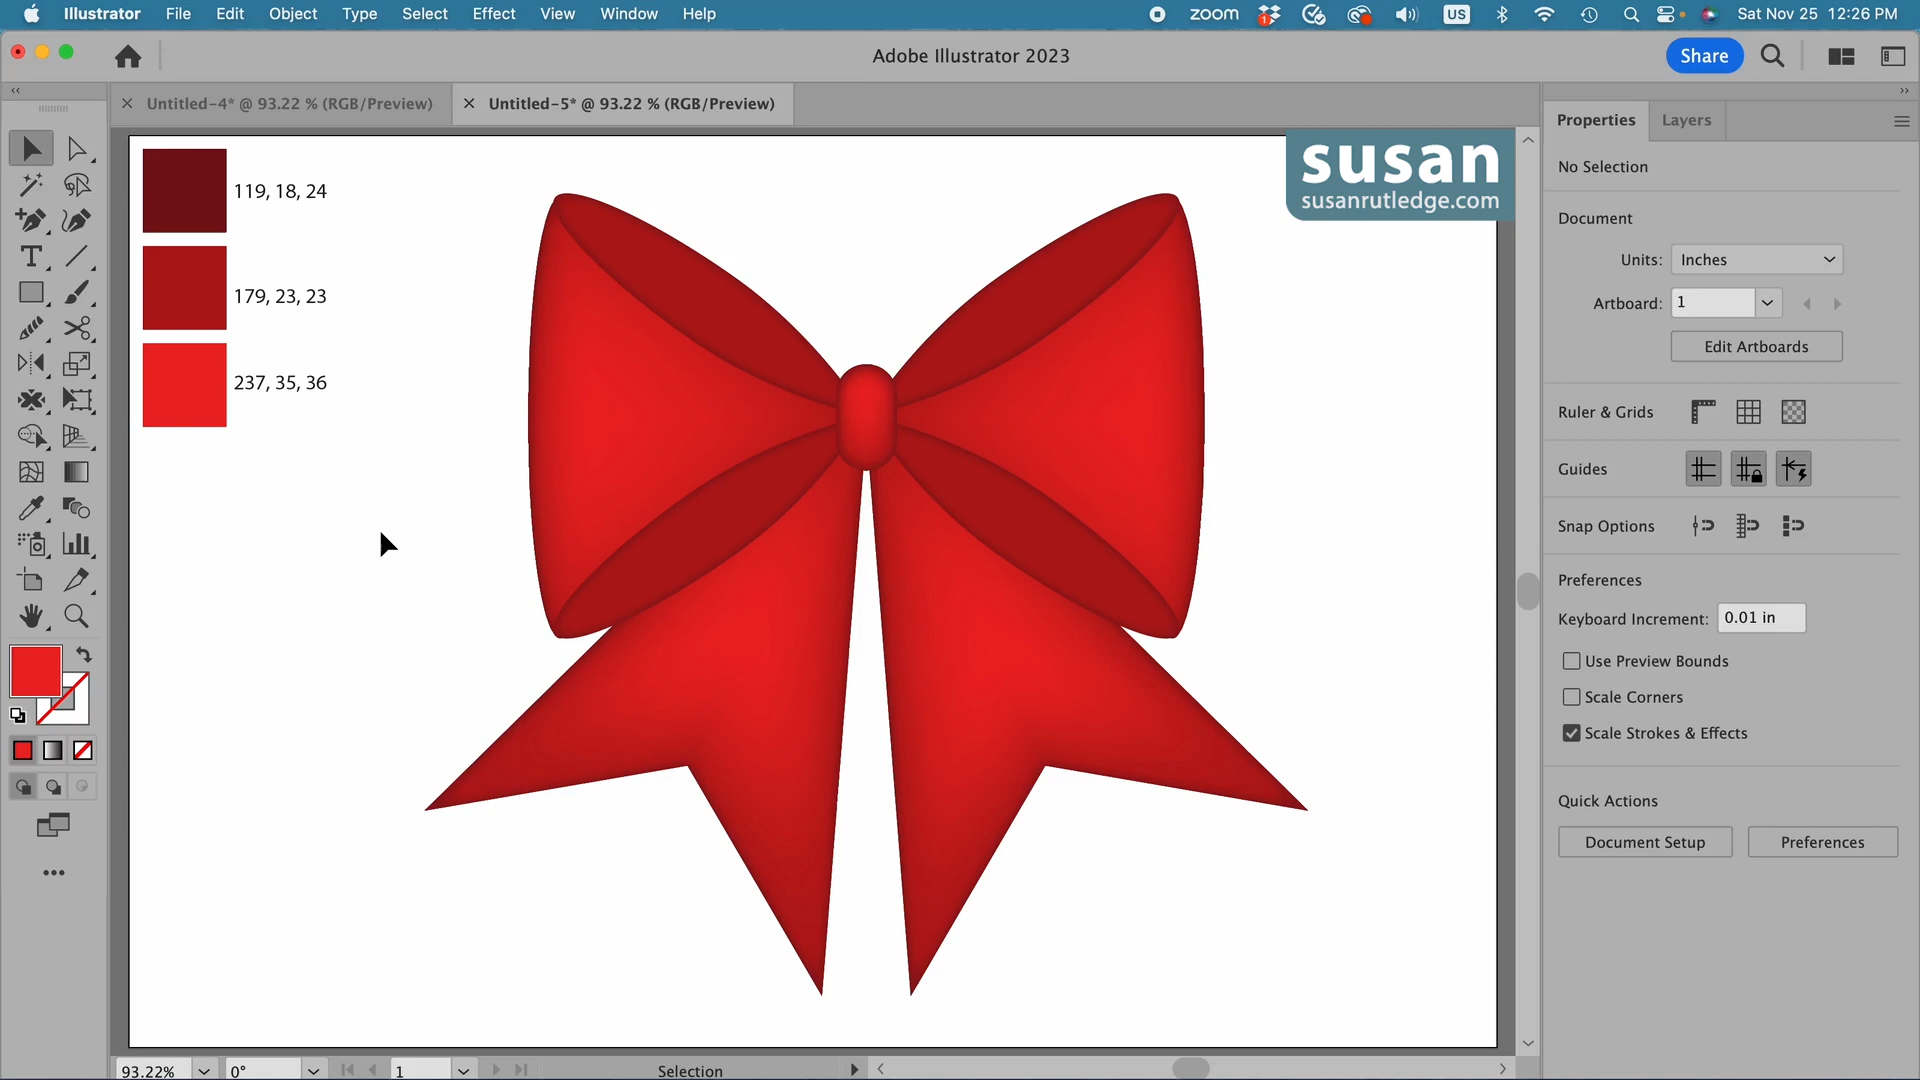 Illustrator File Edit Object Type Select Effect View Window Help
zoom 1 US Sat Nov 25 12:26 PM
Adobe Illustrator 2023
Share
Untitled-4* @ 93.22 % (RGB/Preview)
Untitled-5* @ 93.22 % (RGB/Preview)
Properties Layers
susan
susanrutledge.com
119, 18, 24
179, 23, 23
237, 35, 36
No Selection
Document
Units: Inches
Artboard: 1
Edit Artboards
Ruler & Grids
Guides
Snap Options
Preferences
Keyboard Increment: 0.01 in
Use Preview Bounds
Scale Corners
Scale Strokes & Effects
Quick Actions
Document Setup Preferences
93.22% 0° 1 Selection